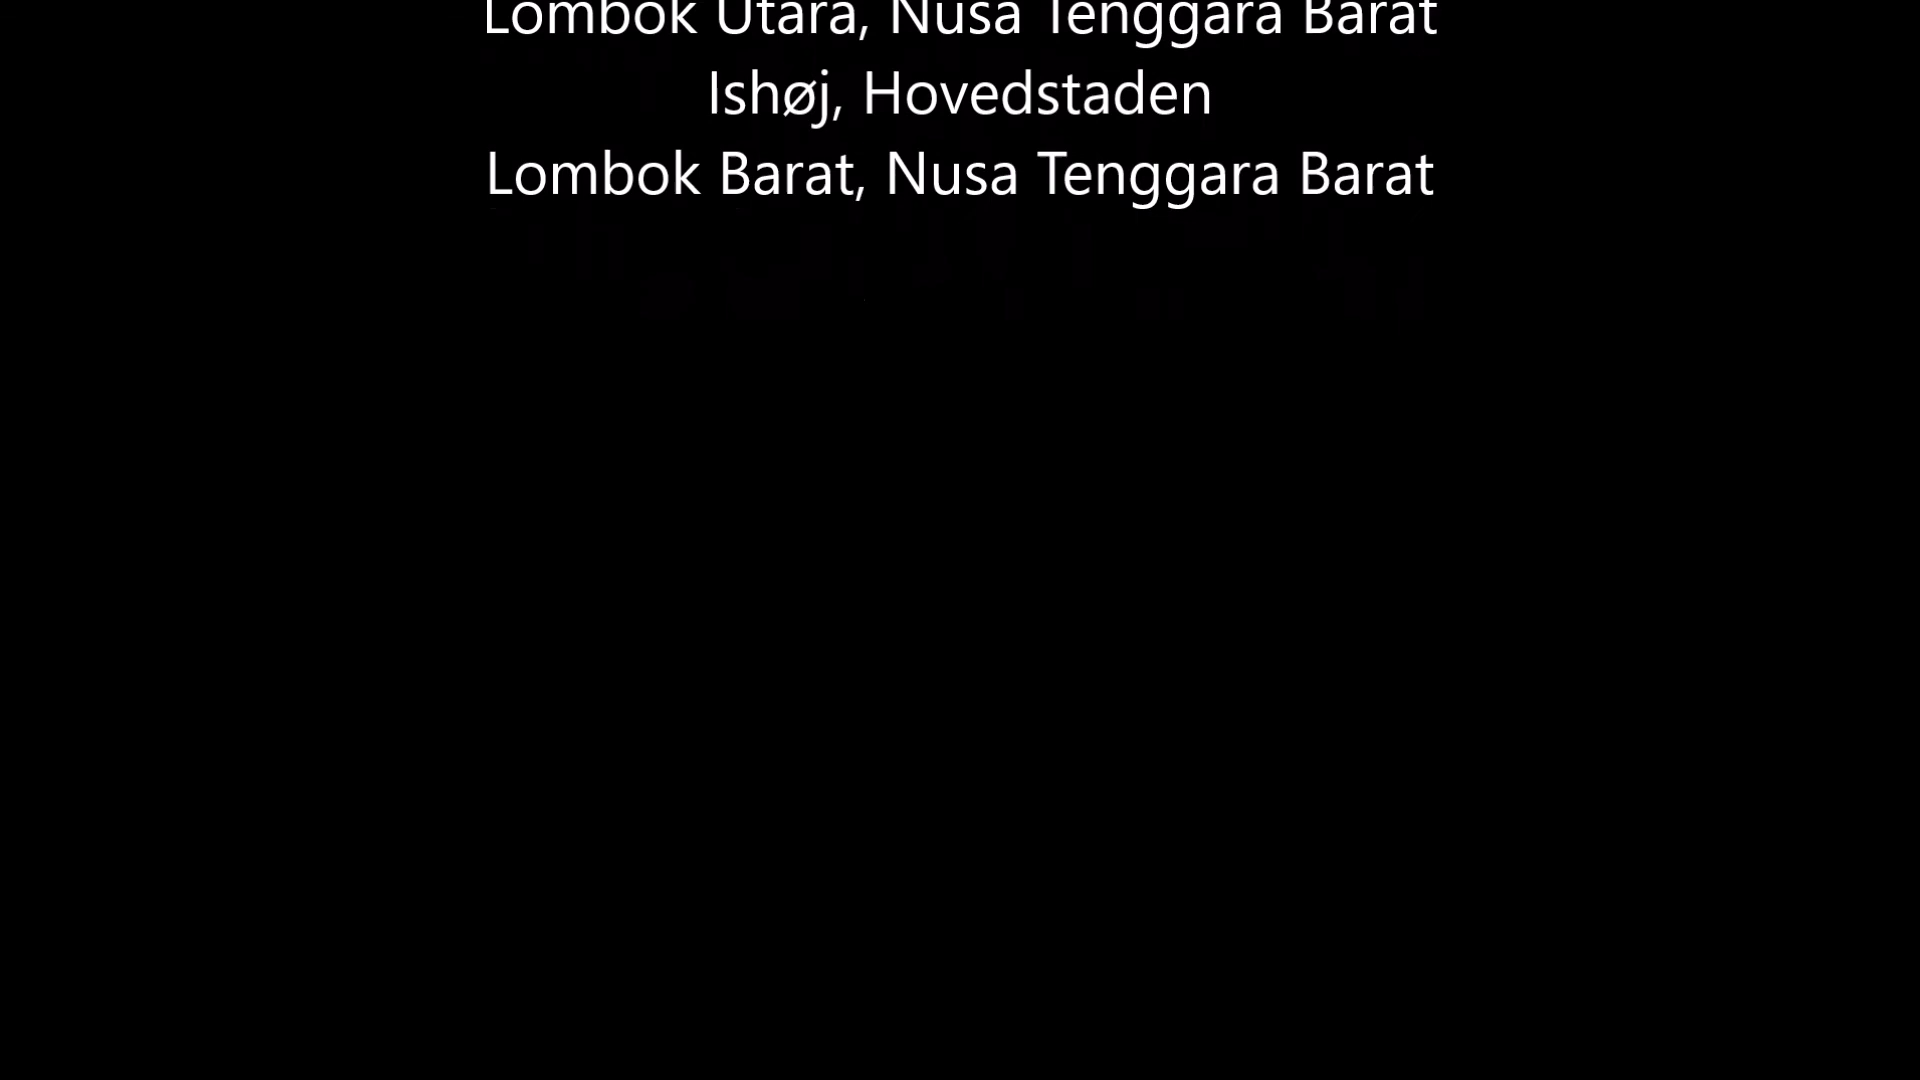 Lombok Utara, Nusa Tenggara Barat
Ishøj, Hovedstaden
Lombok Barat, Nusa Tenggara Barat